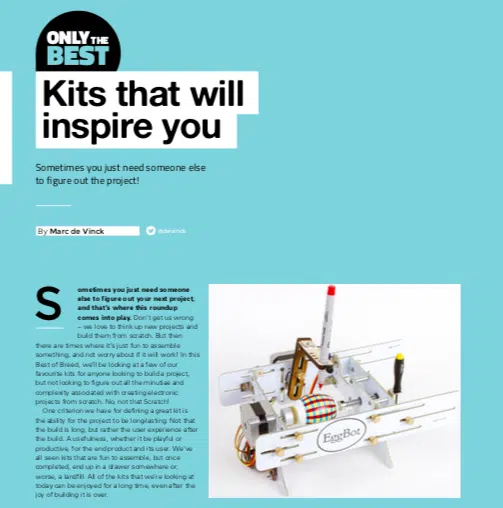 ONLY THE
BEST
Kits that will
inspire you
Sometimes you just need someone else
to figure out the project!
By Marc de Vinck
@devinck
Sometimes you just need someone
else to figure out your next project,
and that's where this roundup
comes into play. Don't get us wrong
– we love to think up new projects and
build them from scratch. But then
there are times where it's just fun to assemble
something, and not worry about if it will work! In this
Best of Breed, we'll be looking at a few of our
favourite kits for anyone looking to build a project,
but not looking to figure out all the minutiae and
complexity associated with creating electronic
projects from scratch. No, not that Scratch!
One criterion we have for defining a great kit is
the ability for the project to be longlasting. Not that
the build is long, but rather the user experience after
the build. A usefulness, whether it be playful or
productive, for the end product and its user. We've
all seen kits that are fun to assemble, but once
completed, end up in a drawer somewhere or,
worse, a landfill. All of the kits that we're looking at
today can be enjoyed for a long time, even after the
joy of building it is over.
EggBot